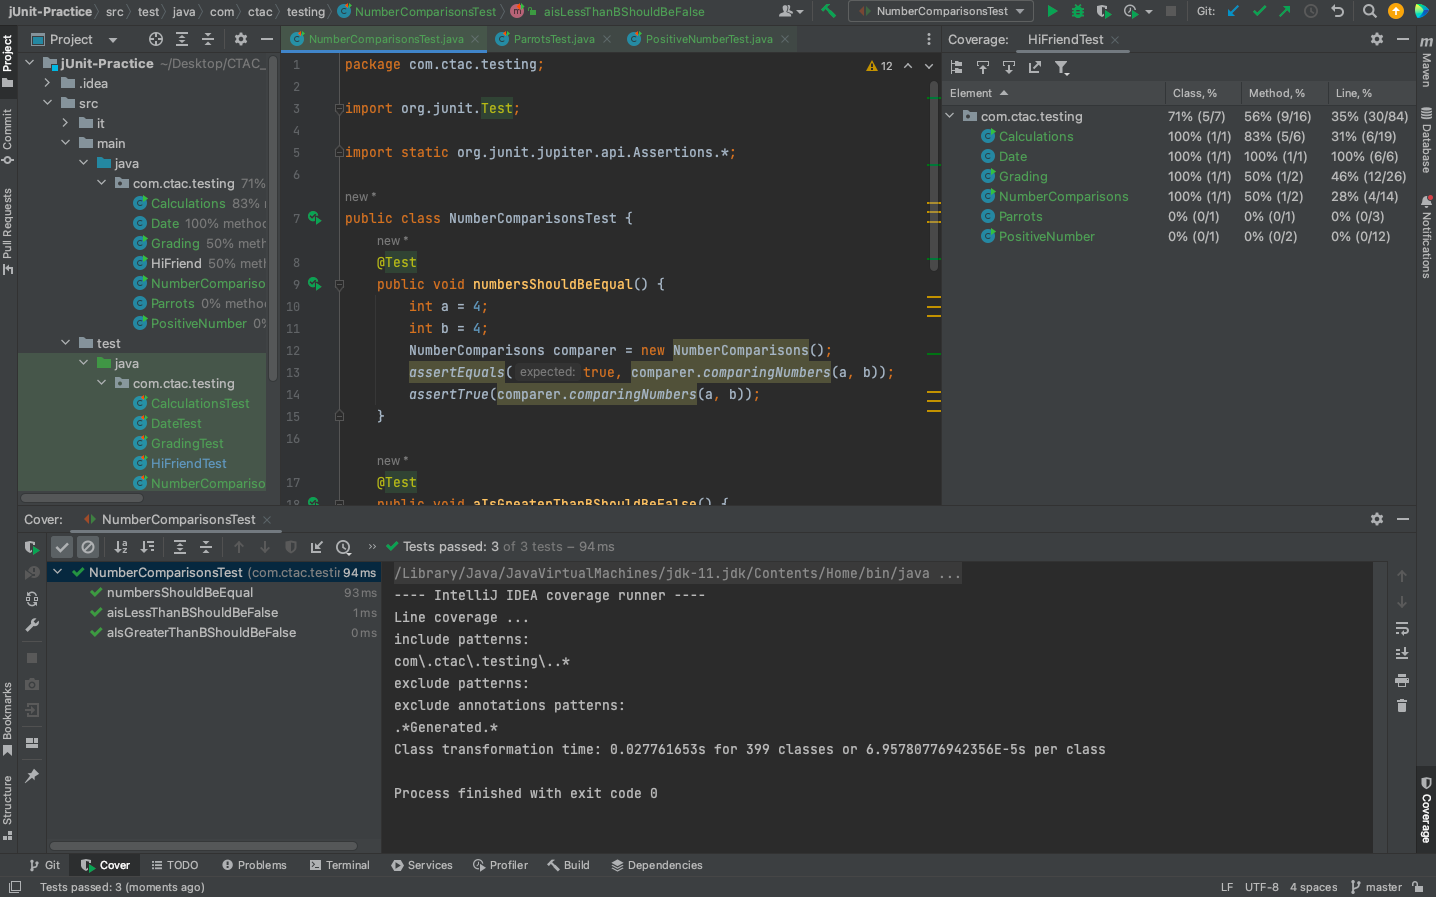 jUnit-Practice src test java com ctac testing NumberComparisonsTest aisLessThanBShouldBeFalse NumberComparisonsTest Git:
Project
Commit
Pull Requests
Bookmarks
Structure
Project
jUnit-Practice ~/Desktop/CTAC_
.idea
src
it
main
java
com.ctac.testing 71%
Calculations 83%
Date 100% method
Grading 50% meth
HiFriend 50% meth
NumberCompariso
Parrots 0% method
PositiveNumber 0%
test
java
com.ctac.testing
CalculationsTest
DateTest
GradingTest
HiFriendTest
NumberCompariso
NumberComparisonsTest.java ParrotsTest.java PositiveNumberTest.java
12
1 package com.ctac.testing;
2
3 import org.junit.Test;
4
5 import static org.junit.jupiter.api.Assertions.*;
6
new *
7 public class NumberComparisonsTest {
new *
8 @Test
9 public void numbersShouldBeEqual() {
10 int a = 4;
11 int b = 4;
12 NumberComparisons comparer = new NumberComparisons();
13 assertEquals( expected: true, comparer.comparingNumbers(a, b));
14 assertTrue(comparer.comparingNumbers(a, b));
15 }
16
new *
17 @Test
18 public void aIsGreaterThanBShouldBeFalse() {
Coverage: HiFriendTest
Element Class, % Method, % Line, %
com.ctac.testing 71% (5/7) 56% (9/16) 35% (30/84)
Calculations 100% (1/1) 83% (5/6) 31% (6/19)
Date 100% (1/1) 100% (1/1) 100% (6/6)
Grading 100% (1/1) 50% (1/2) 46% (12/26)
NumberComparisons 100% (1/1) 50% (1/2) 28% (4/14)
Parrots 0% (0/1) 0% (0/1) 0% (0/3)
PositiveNumber 0% (0/1) 0% (0/2) 0% (0/12)
m
Maven
Database
Notifications
Coverage
Cover: NumberComparisonsTest
Tests passed: 3 of 3 tests – 94 ms
NumberComparisonsTest (com.ctac.testin 94 ms
numbersShouldBeEqual 93 ms
aisLessThanBShouldBeFalse 1 ms
aIsGreaterThanBShouldBeFalse 0 ms
/Library/Java/JavaVirtualMachines/jdk-11.jdk/Contents/Home/bin/java ...
---- IntelliJ IDEA coverage runner ----
Line coverage ...
include patterns:
com\.ctac\.testing\..*
exclude patterns:
exclude annotations patterns:
.*Generated.*
Class transformation time: 0.027761653s for 399 classes or 6.95780776942356E-5s per class
Process finished with exit code 0
Git Cover TODO Problems Terminal Services Profiler Build Dependencies
Tests passed: 3 (moments ago) LF UTF-8 4 spaces master